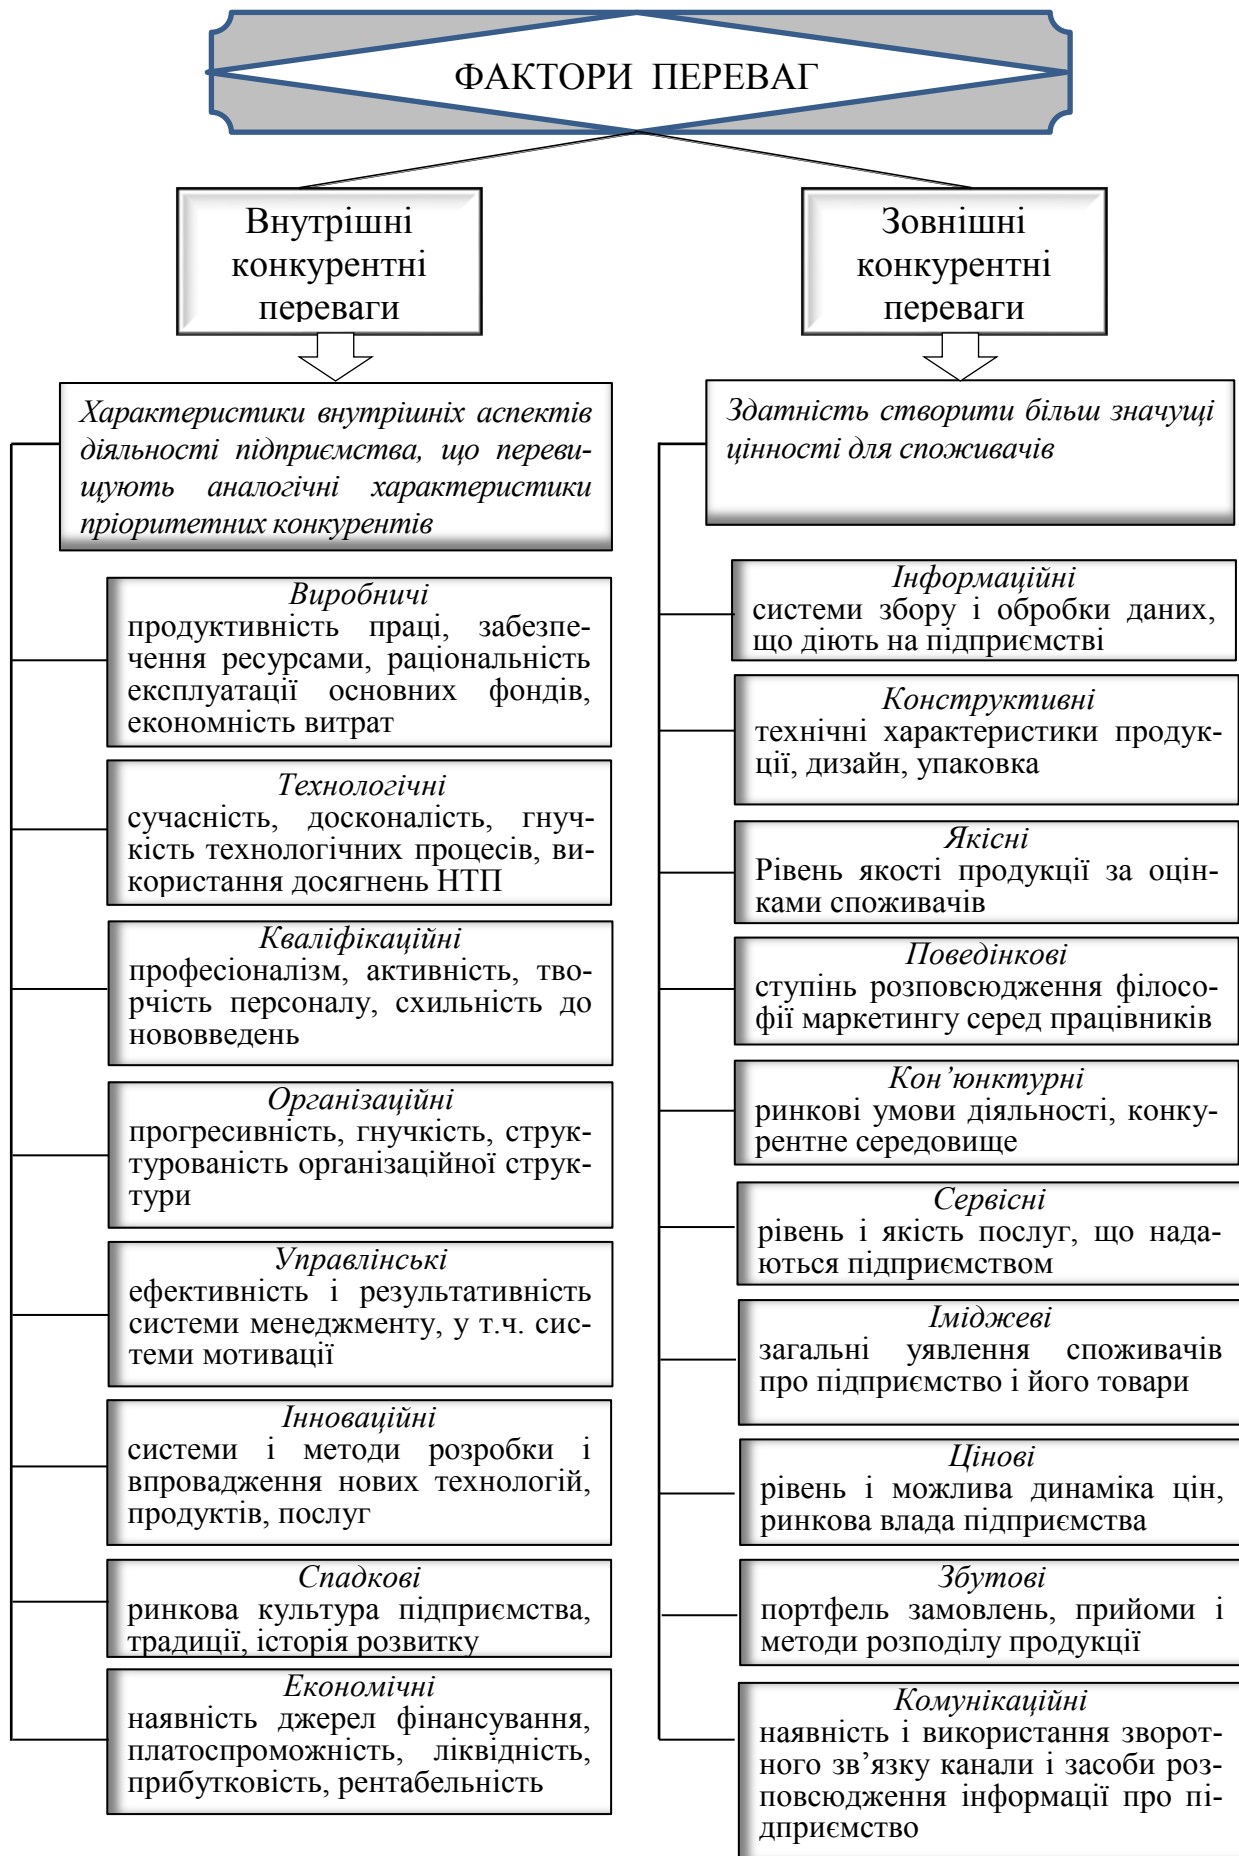 ФАКТОРИ ПЕРЕВАГ
Внутрішні
конкурентні
переваги
Зовнішні
конкурентні
переваги
Характеристики внутрішніх аспектів
діяльності підприємства, що переви-
щують аналогічні характеристики
пріоритетних конкурентів
Виробничі
продуктивність праці, забезпе-
чення ресурсами, раціональність
експлуатації основних фондів,
економність витрат
Технологічні
сучасність, досконалість, гнуч-
кість технологічних процесів, ви-
користання досягнень НТП
Кваліфікаційні
професіоналізм, активність, тво-
рчість персоналу, схильність до
нововведень
Організаційні
прогресивність, гнучкість, струк-
турованість організаційної струк-
тури
Управлінські
ефективність і результативність
системи менеджменту, у т.ч. сис-
теми мотивації
Інноваційні
системи і методи розробки і
впровадження нових технологій,
продуктів, послуг
Спадкові
ринкова культура підприємства,
традиції, історія розвитку
Економічні
наявність джерел фінансування,
платоспроможність, ліквідність,
прибутковість, рентабельність
Здатність створити більш значущі
цінності для споживачів
Інформаційні
системи збору і обробки даних,
що діють на підприємстві
Конструктивні
технічні характеристики продук-
ції, дизайн, упаковка
Якісні
Рівень якості продукції за оцін-
ками споживачів
Поведінкові
ступінь розповсюдження філосо-
фії маркетингу серед працівників
Кон’юнктурні
ринкові умови діяльності, конку-
рентне середовище
Сервісні
рівень і якість послуг, що нада-
ються підприємством
Іміджеві
загальні уявлення споживачів
про підприємство і його товари
Цінові
рівень і можлива динаміка цін,
ринкова влада підприємства
Збутові
портфель замовлень, прийоми і
методи розподілу продукції
Комунікаційні
наявність і використання зворот-
ного зв’язку канали і засоби роз-
повсюдження інформації про пі-
дприємство